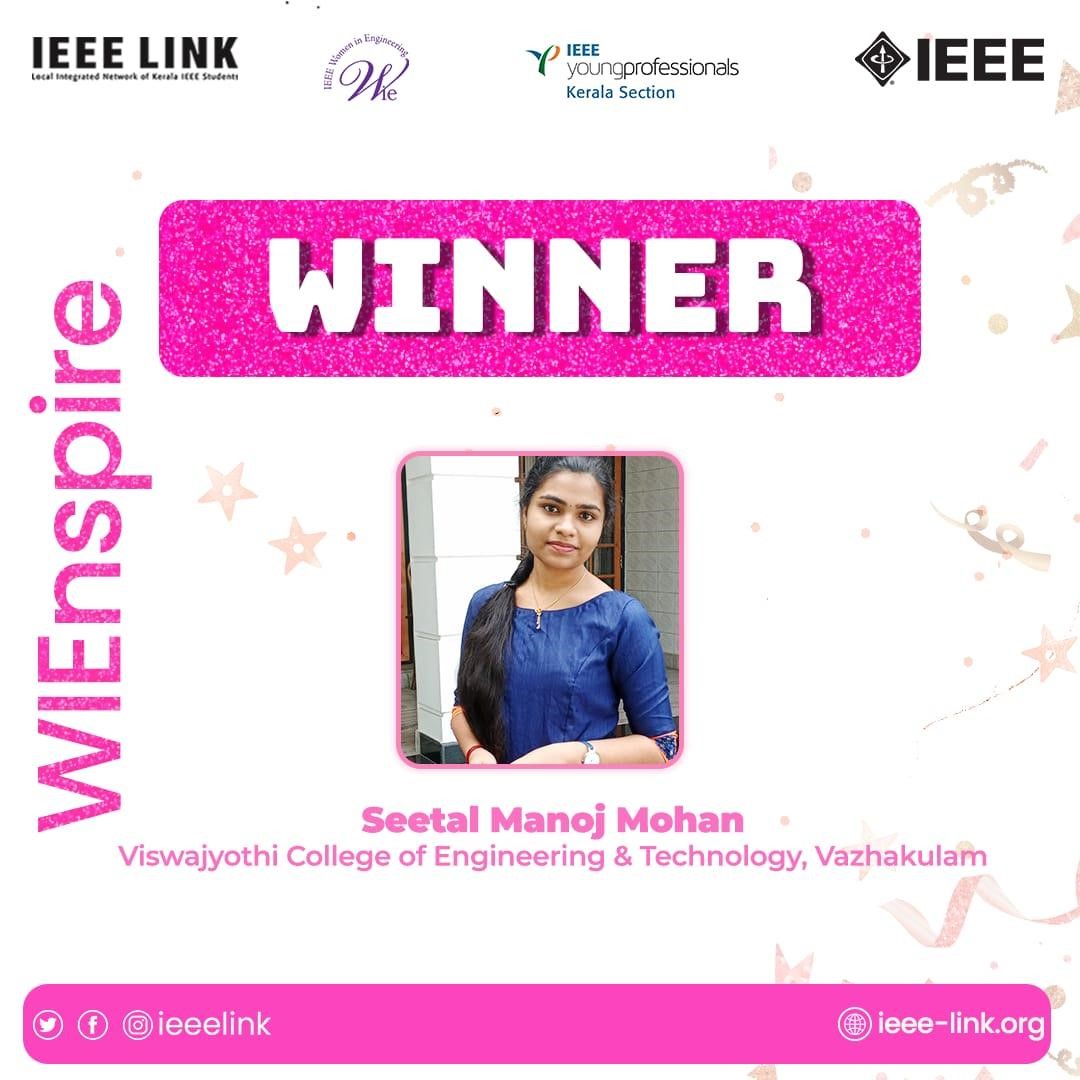 IEEE LINK
Local Integrated Network of Kerala IEEE Students
IEEE Women in Engineering
WIe
IEEE
youngprofessionals
Kerala Section
IEEE
WINNER
WIEnspire
Seetal Manoj Mohan
Viswajyothi College of Engineering & Technology, Vazhakulam
ieeelink
ieee-link.org